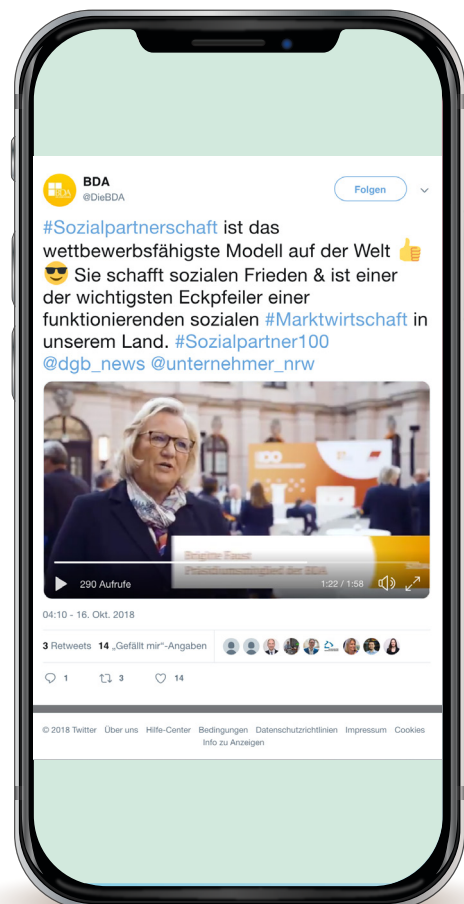 BDA
@DieBDA
Folgen
#Sozialpartnerschaft ist das
wettbewerbsfähigste Modell auf der Welt 👍
😎 Sie schafft sozialen Frieden & ist einer
der wichtigsten Eckpfeiler einer
funktionierenden sozialen #Marktwirtschaft in
unserem Land. #Sozialpartner100
@dgb_news @unternehmer_nrw
Brigitte Faust
Präsidiumsmitglied der BDA
290 Aufrufe
1:22 / 1:58
04:10 - 16. Okt. 2018
3 Retweets 14 „Gefällt mir“-Angaben
1 3 14
© 2018 Twitter Über uns Hilfe-Center Bedingungen Datenschutzrichtlinien Impressum Cookies
Info zu Anzeigen